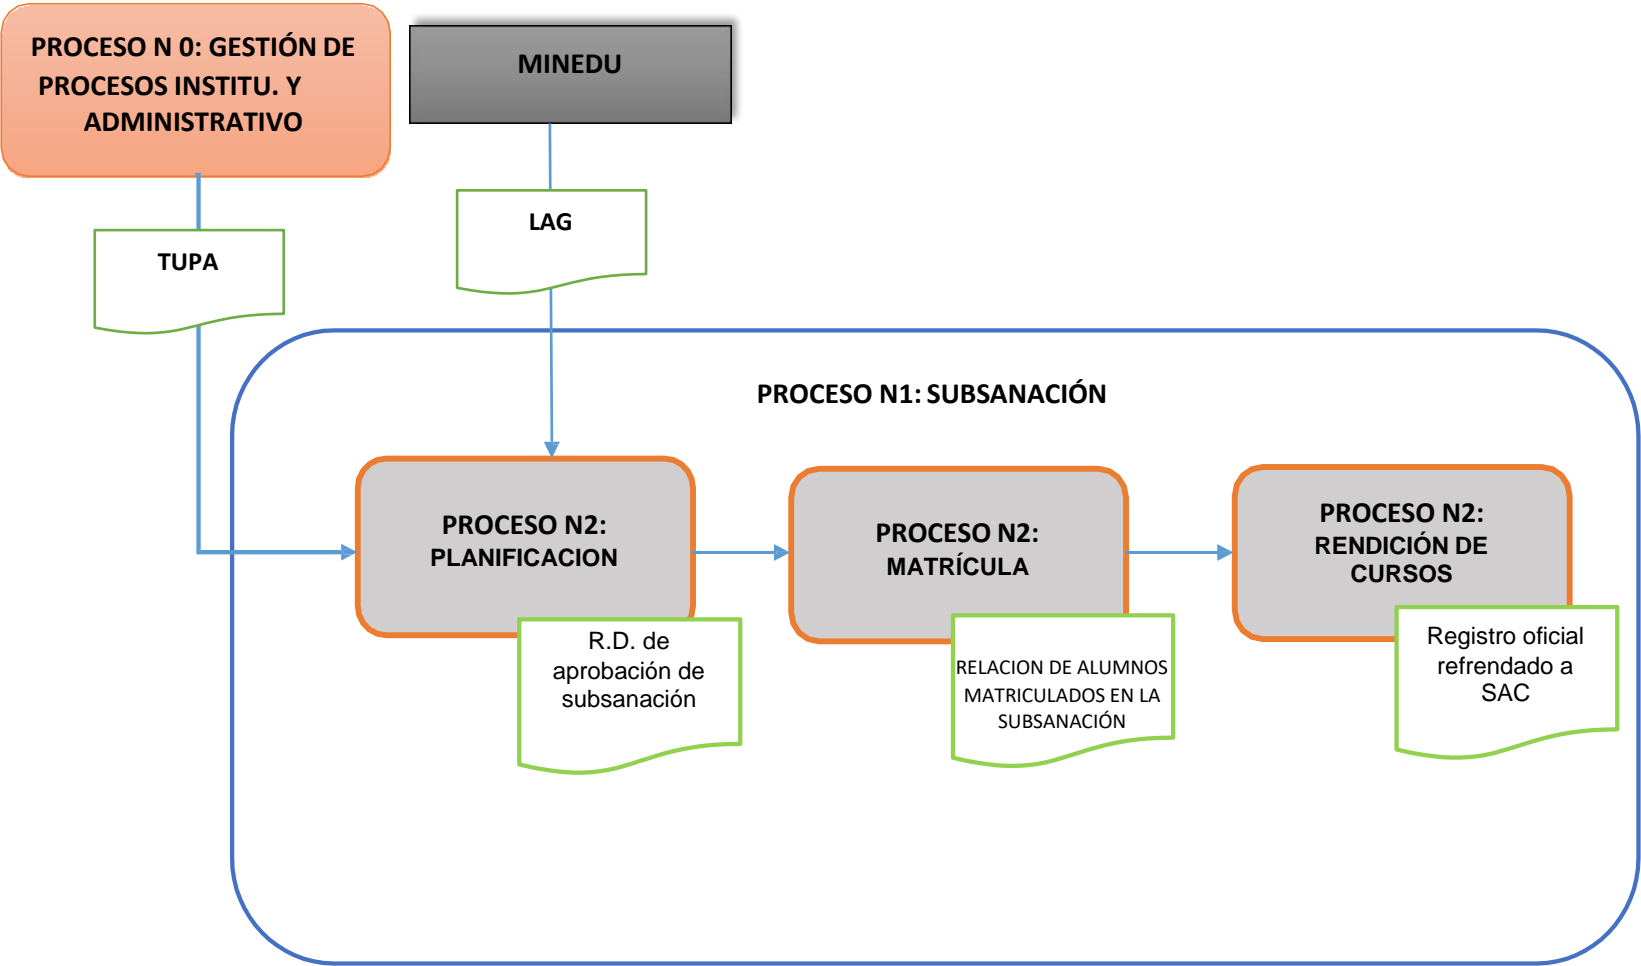 PROCESO N 0: GESTIÓN DE
PROCESOS INSTITU. Y
ADMINISTRATIVO
MINEDU
TUPA
LAG
PROCESO N1: SUBSANACIÓN
PROCESO N2:
PLANIFICACION
PROCESO N2:
MATRÍCULA
PROCESO N2:
RENDICIÓN DE
CURSOS
R.D. de
aprobación de
subsanación
RELACION DE ALUMNOS
MATRICULADOS EN LA
SUBSANACIÓN
Registro oficial
refrendado a
SAC